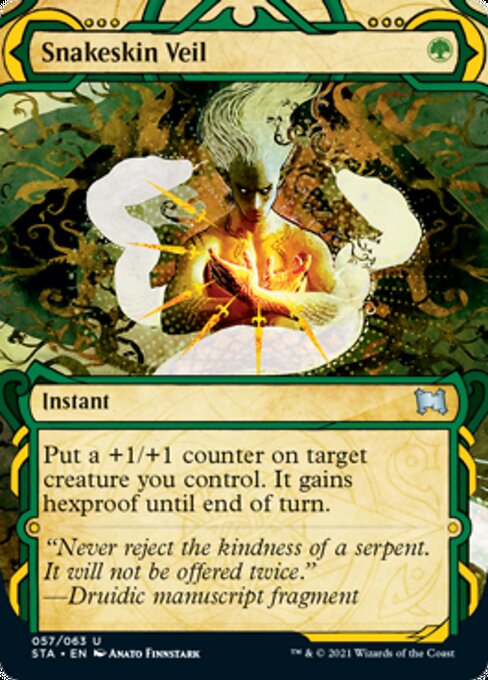 Snakeskin Veil
Instant
Put a +1/+1 counter on target
creature you control. It gains
hexproof until end of turn.
“Never reject the kindness of a serpent.
It will not be offered twice.”
—Druidic manuscript fragment
057/063 U
STA • EN Anato Finnstark
™ & © 2021 Wizards of the Coast